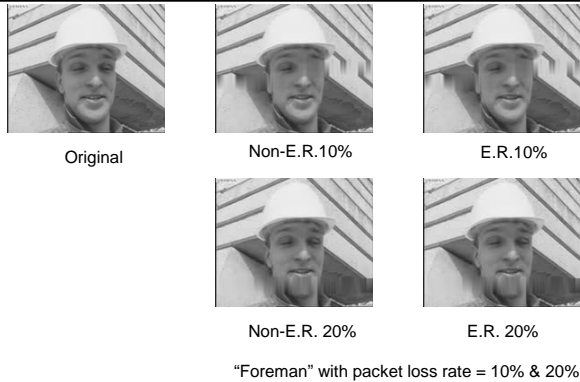 Original
Non-E.R.10%
E.R.10%
Non-E.R. 20%
E.R. 20%
“Foreman” with packet loss rate = 10% & 20%